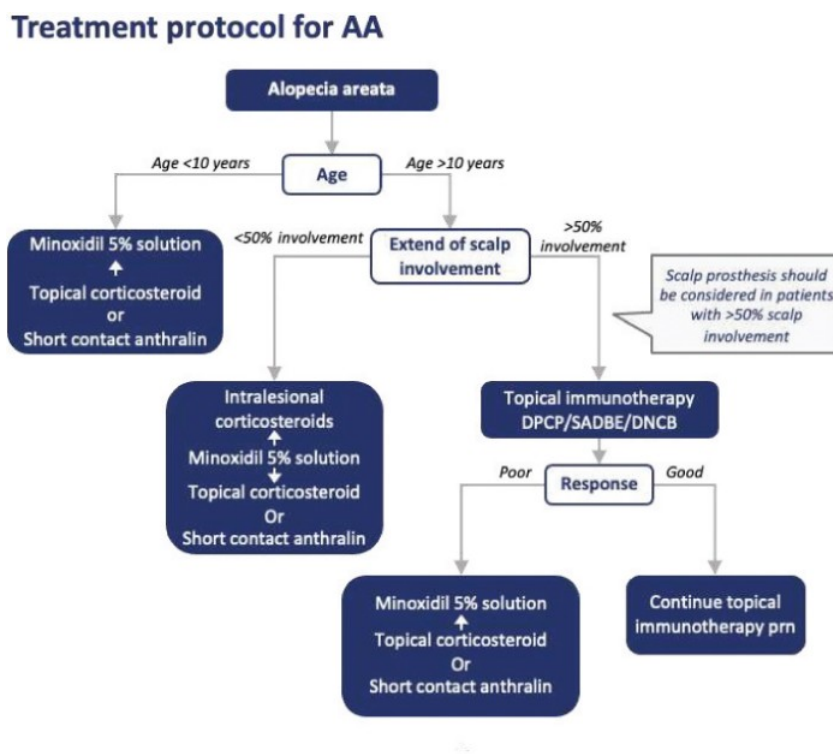 Treatment protocol for AA
Alopecia areata
Age <10 years
Age
Age >10 years
Minoxidil 5% solution
Topical corticosteroid
or
Short contact anthralin
<50% involvement
Extend of scalp
involvement
>50%
involvement
Scalp prosthesis should
be considered in patients
with >50% scalp
involvement
Intralesional
corticosteroids
Minoxidil 5% solution
Topical corticosteroid
Or
Short contact anthralin
Topical immunotherapy
DPCP/SADBE/DNCB
Poor
Response
Good
Minoxidil 5% solution
Topical corticosteroid
Or
Short contact anthralin
Continue topical
immunotherapy prn